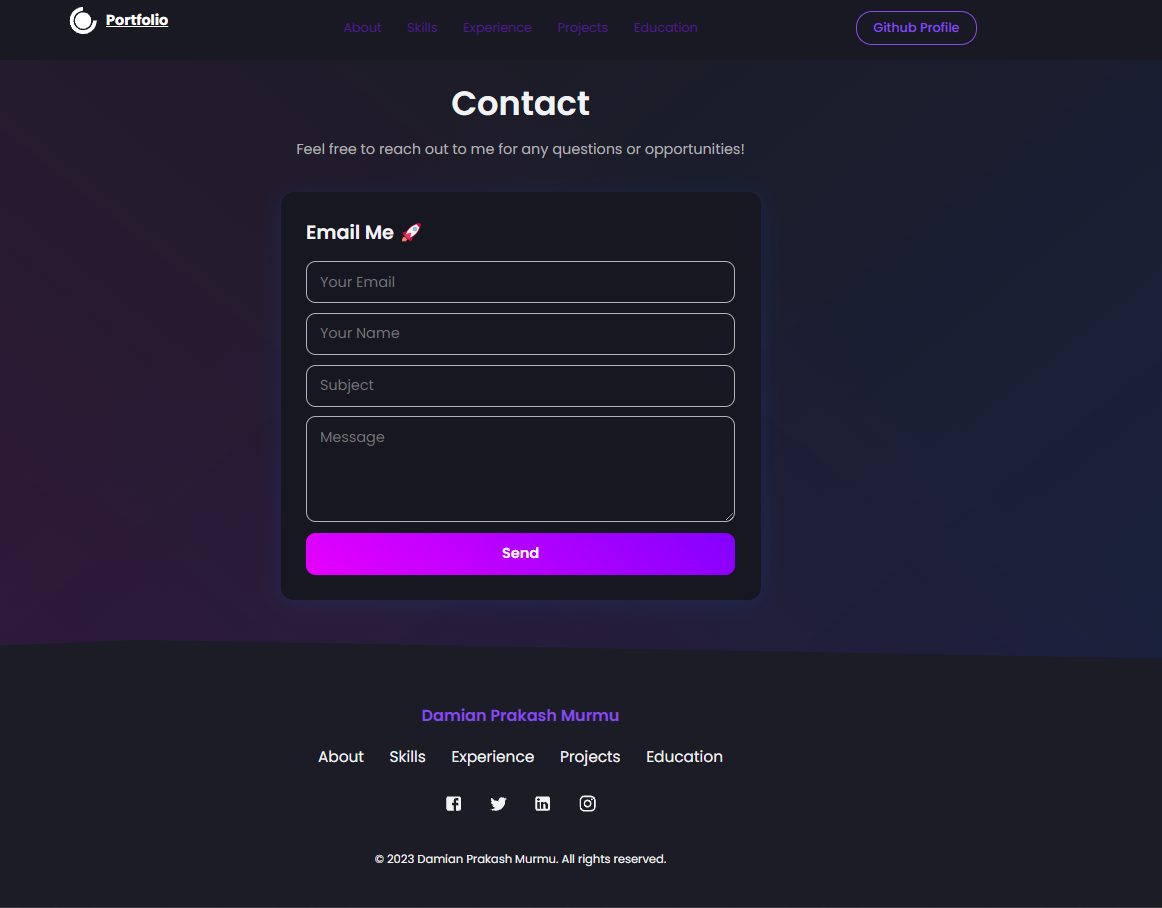 Portfolio
About Skills Experience Projects Education
Github Profile
Contact
Feel free to reach out to me for any questions or opportunities!
Email Me 🚀
Your Email
Your Name
Subject
Message
Send
Damian Prakash Murmu
About Skills Experience Projects Education
© 2023 Damian Prakash Murmu. All rights reserved.